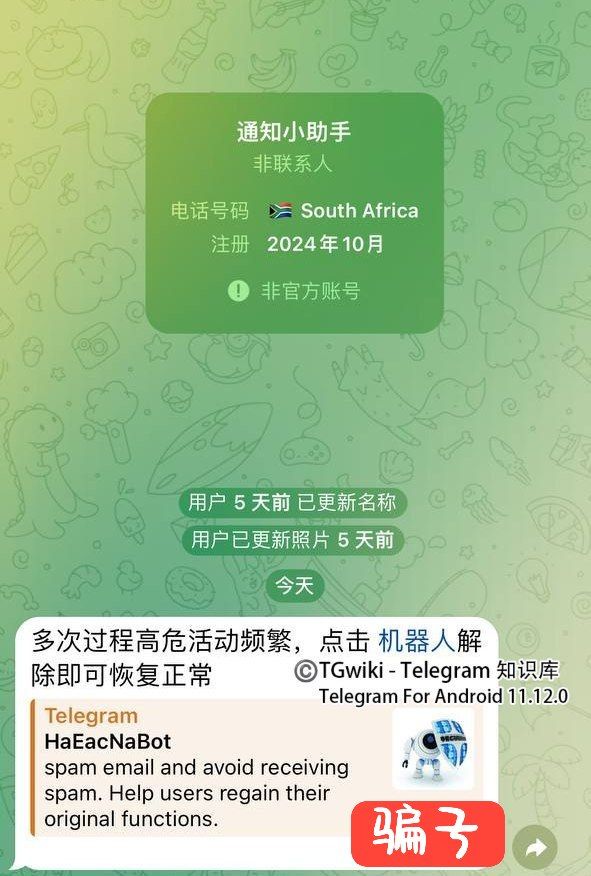 通知小助手
非联系人
电话号码 🇿🇦 South Africa
注册 2024年10月
! 非官方账号
用户 5 天前 已更新名称
用户已更新照片 5 天前
今天
多次过程高危活动频繁，点击 机器人解
除即可恢复正常
©TGwiki - Telegram 知识库
Telegram For Android 11.12.0
Telegram
HaEacNaBot
spam email and avoid receiving
spam. Help users regain their
original functions.
骗子